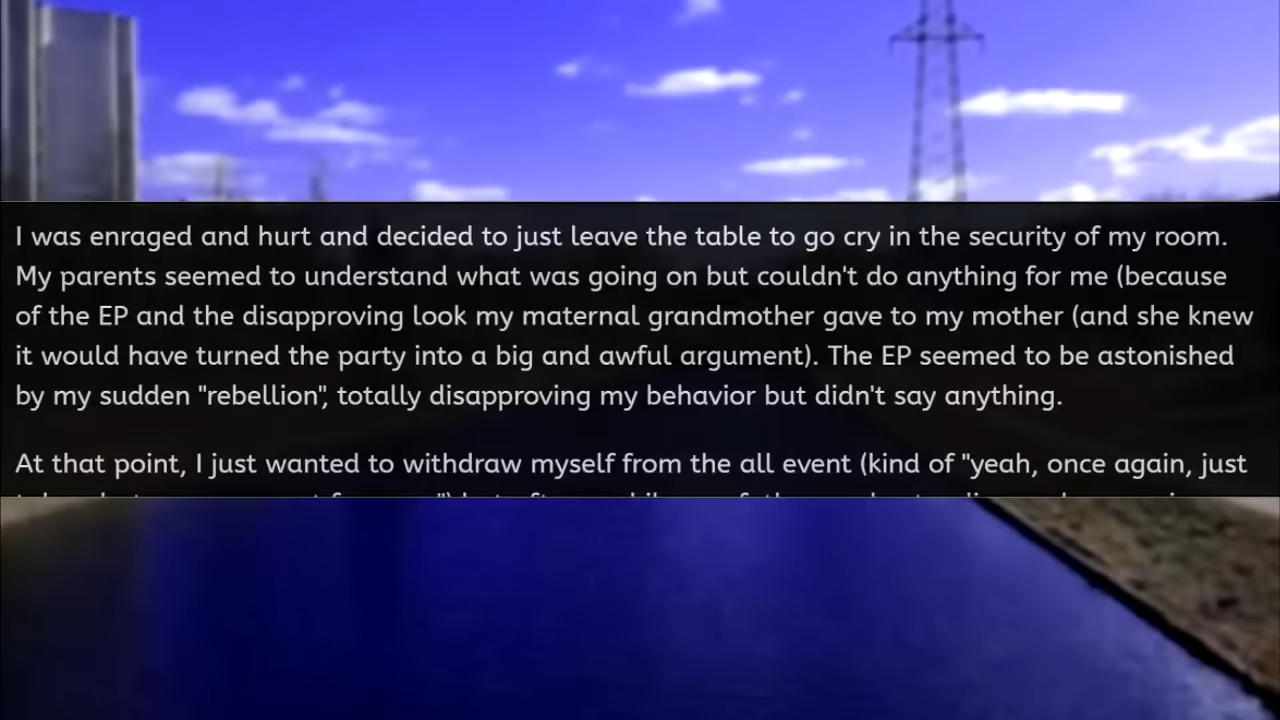 I was enraged and hurt and decided to just leave the table to go cry in the security of my room.
My parents seemed to understand what was going on but couldn't do anything for me (because
of the EP and the disapproving look my maternal grandmother gave to my mother (and she knew
it would have turned the party into a big and awful argument). The EP seemed to be astonished
by my sudden "rebellion", totally disapproving my behavior but didn't say anything.
At that point, I just wanted to withdraw myself from the all event (kind of "yeah, once again, just